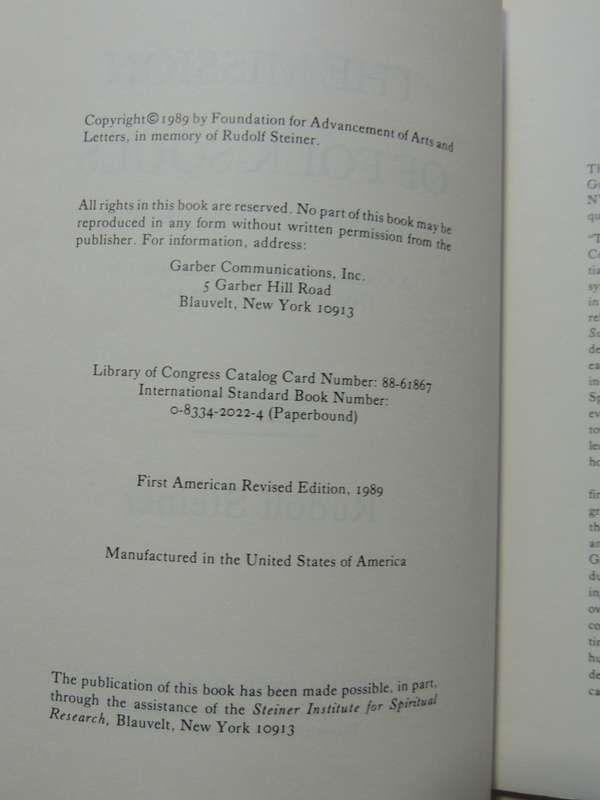 Copyright© 1989 by Foundation for Advancement of Arts and
Letters, in memory of Rudolf Steiner.
All rights in this book are reserved. No part of this book may be
reproduced in any form without written permission from the
publisher. For information, address:
Garber Communications, Inc.
5 Garber Hill Road
Blauvelt, New York 10913
Library of Congress Catalog Card Number: 88-61867
International Standard Book Number:
0-8334-2022-4 (Paperbound)
First American Revised Edition, 1989
Manufactured in the United States of America
The publication of this book has been made possible, in part,
through the assistance of the Steiner Institute for Spiritual
Research, Blauvelt, New York 10913